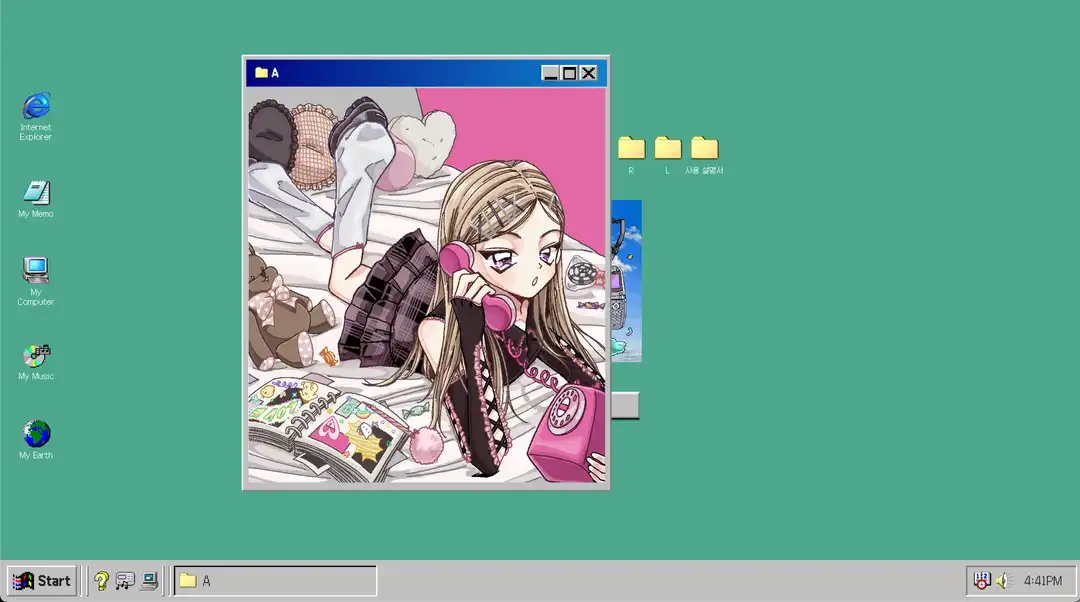 A
Internet
Explorer
My Memo
My
Computer
My Music
My Earth
R
L
사용 설명서
Start
A
4:41PM